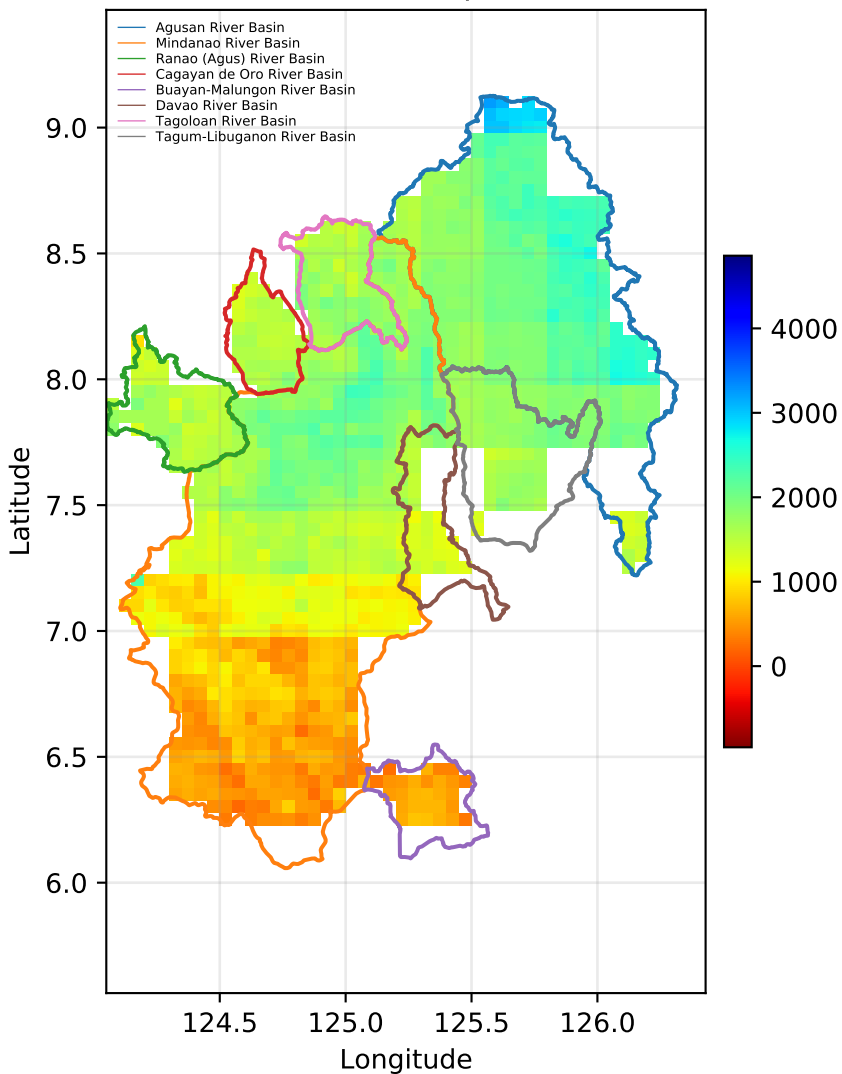 Agusan River Basin
Mindanao River Basin
Ranao (Agus) River Basin
Cagayan de Oro River Basin
Buayan-Malungon River Basin
Davao River Basin
Tagoloan River Basin
Tagum-Libuganon River Basin
9.0
8.5
8.0
7.5
7.0
6.5
6.0
Latitude
124.5 125.0 125.5 126.0
Longitude
4000
3000
2000
1000
0